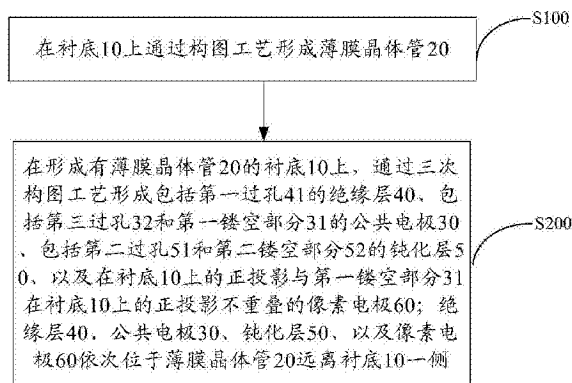 在衬底10上通过构图工艺形成薄膜晶体管20
S100
在形成有薄膜晶体管20的衬底10上，通过三次
构图工艺形成包括第一过孔41的绝缘层40、包
括第三过孔32和第一镂空部分31的公共电极30
、包括第二过孔51和第二镂空部分52的钝化层5
0、以及在衬底10上的正投影与第一镂空部分31
在衬底10上的正投影不重叠的像素电极60；绝
缘层40、公共电极30、钝化层50、以及像素电
极60依次位于薄膜晶体管20远离衬底10一侧
S200